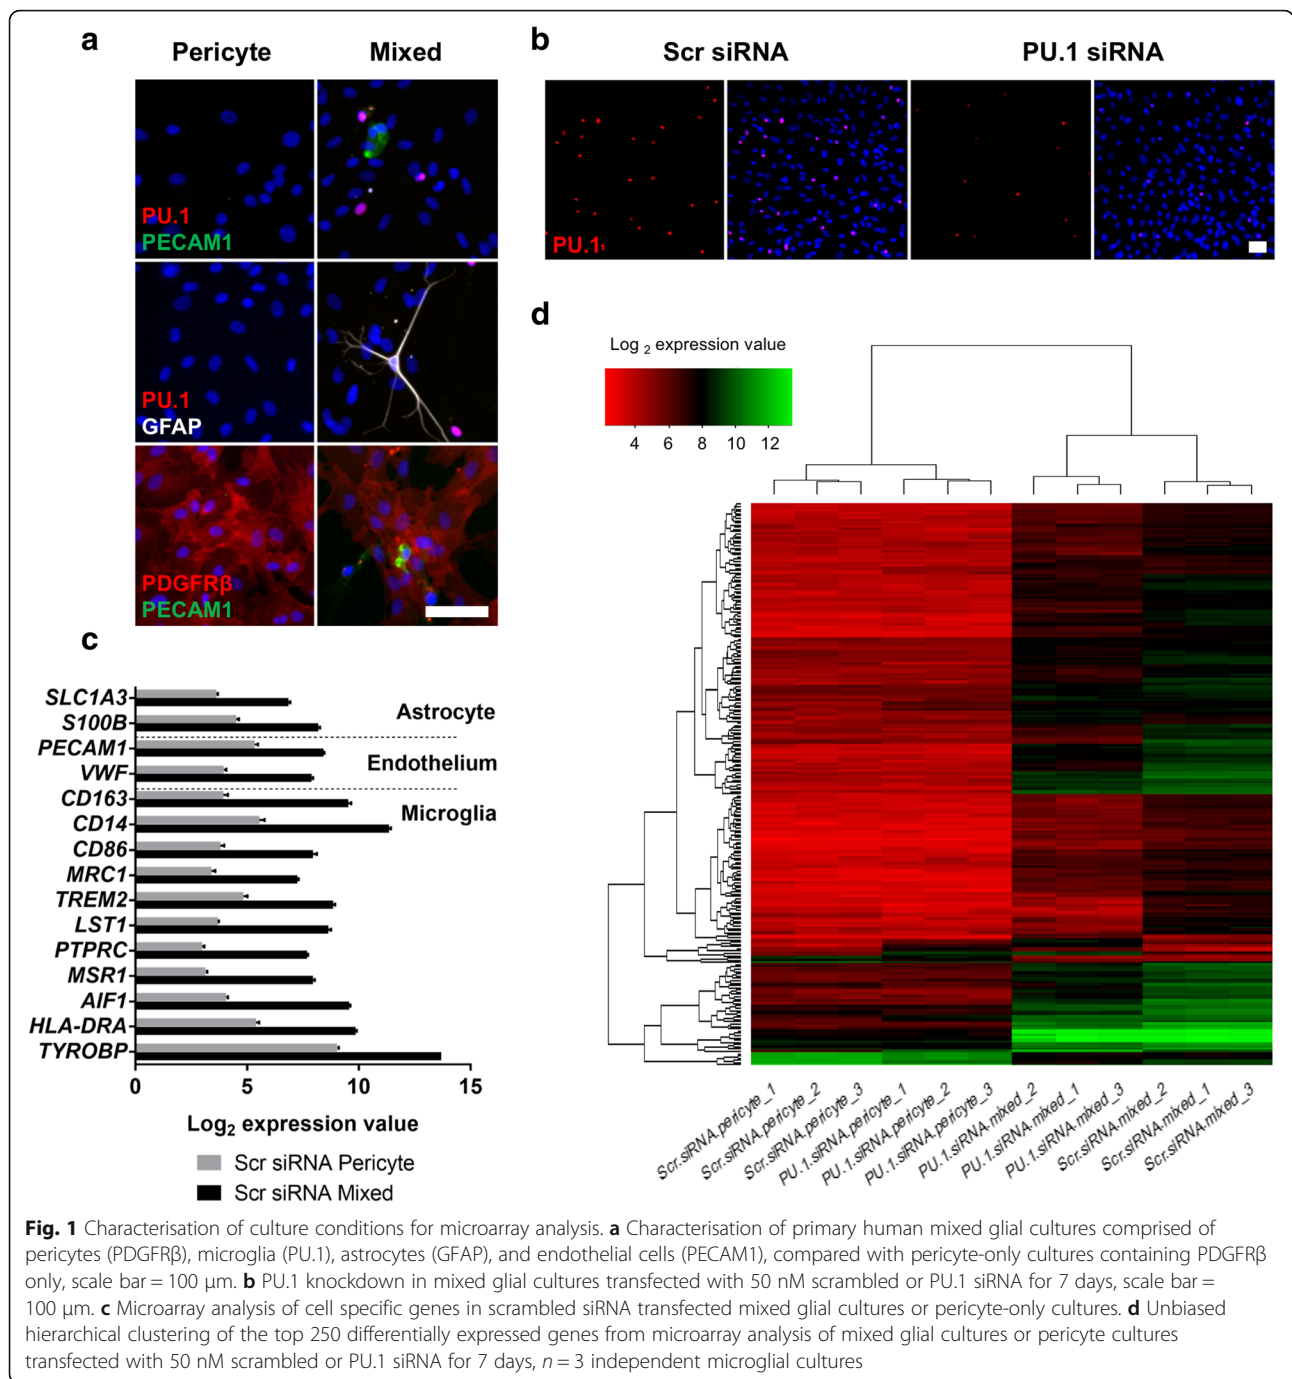 a
Pericyte
Mixed
PU.1
PECAM1
PU.1
GFAP
PDGFRβ
PECAM1
b
Scr siRNA
PU.1 siRNA
PU.1
c
SLC1A3
S100B
PECAM1
VWF
CD163
CD14
CD86
MRC1
TREM2
LST1
PTPRC
MSR1
AIF1
HLA-DRA
TYROBP
Astrocyte
Endothelium
Microglia
0 5 10 15
Log2 expression value
Scr siRNA Pericyte
Scr siRNA Mixed
d
Log 2 expression value
4 6 8 10 12
Scr.siRNA.pericyte_1
Scr.siRNA.pericyte_2
Scr.siRNA.pericyte_3
PU.1.siRNA.pericyte_1
PU.1.siRNA.pericyte_2
PU.1.siRNA.pericyte_3
PU.1.siRNA.mixed_2
PU.1.siRNA.mixed_1
PU.1.siRNA.mixed_3
Scr.siRNA.mixed_2
Scr.siRNA.mixed_1
Scr.siRNA.mixed_3
Fig. 1 Characterisation of culture conditions for microarray analysis. a Characterisation of primary human mixed glial cultures comprised of
pericytes (PDGFRβ), microglia (PU.1), astrocytes (GFAP), and endothelial cells (PECAM1), compared with pericyte-only cultures containing PDGFRβ
only, scale bar = 100 μm. b PU.1 knockdown in mixed glial cultures transfected with 50 nM scrambled or PU.1 siRNA for 7 days, scale bar =
100 μm. c Microarray analysis of cell specific genes in scrambled siRNA transfected mixed glial cultures or pericyte-only cultures. d Unbiased
hierarchical clustering of the top 250 differentially expressed genes from microarray analysis of mixed glial cultures or pericyte cultures
transfected with 50 nM scrambled or PU.1 siRNA for 7 days, n = 3 independent microglial cultures